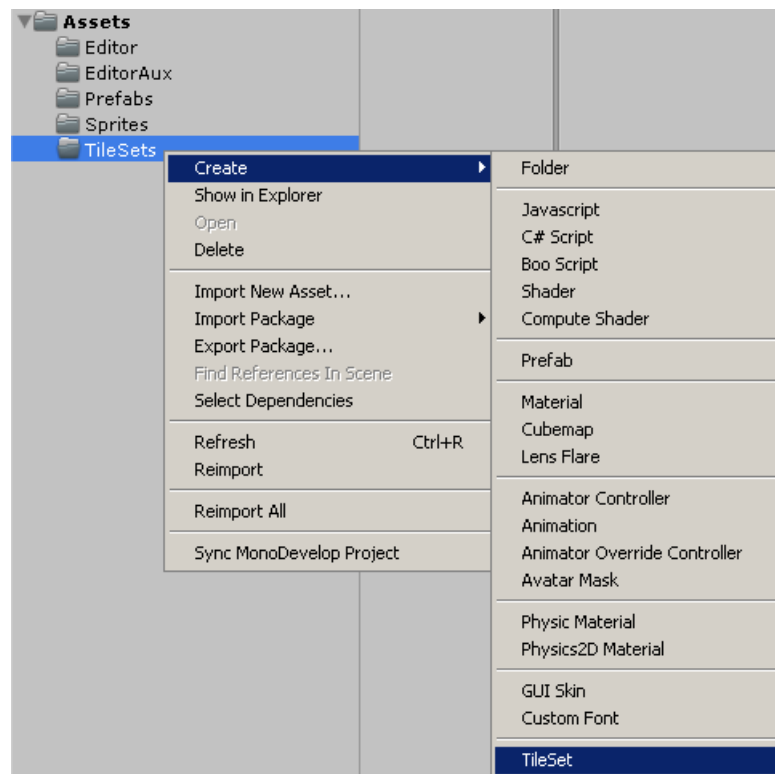 Assets
Editor
EditorAux
Prefabs
Sprites
TileSets
Create
Show in Explorer
Open
Delete
Import New Asset...
Import Package
Export Package...
Find References In Scene
Select Dependencies
Refresh Ctrl+R
Reimport
Reimport All
Sync MonoDevelop Project
Folder
Javascript
C# Script
Boo Script
Shader
Compute Shader
Prefab
Material
Cubemap
Lens Flare
Animator Controller
Animation
Animator Override Controller
Avatar Mask
Physic Material
Physics2D Material
GUI Skin
Custom Font
TileSet